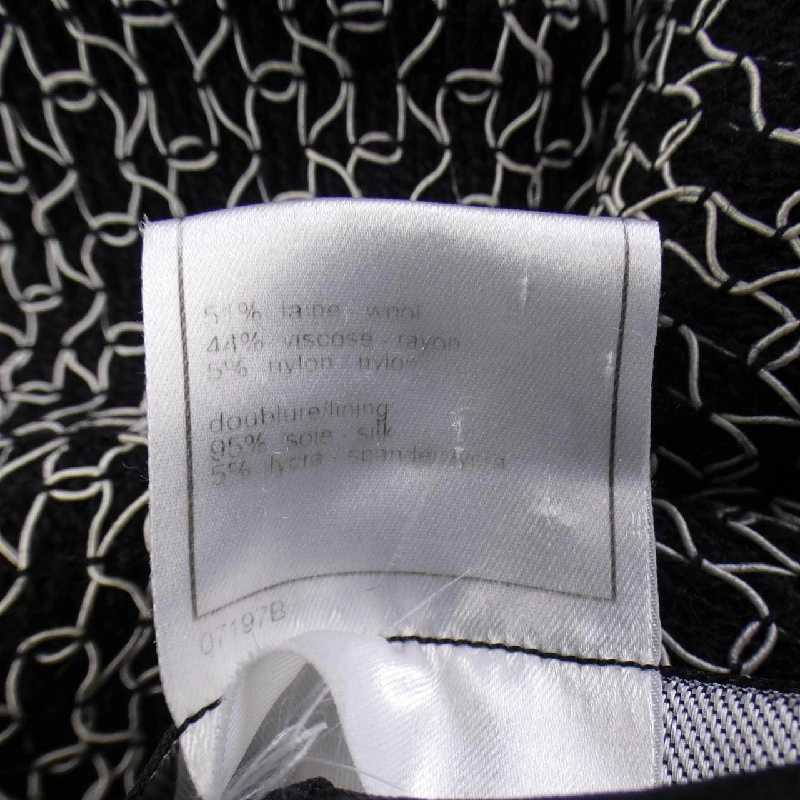 51% laine - wool
44% viscose - rayon
5% nylon - nylon
doublure/lining
95% soie - silk
5% lycra - spandex lycra
07197B